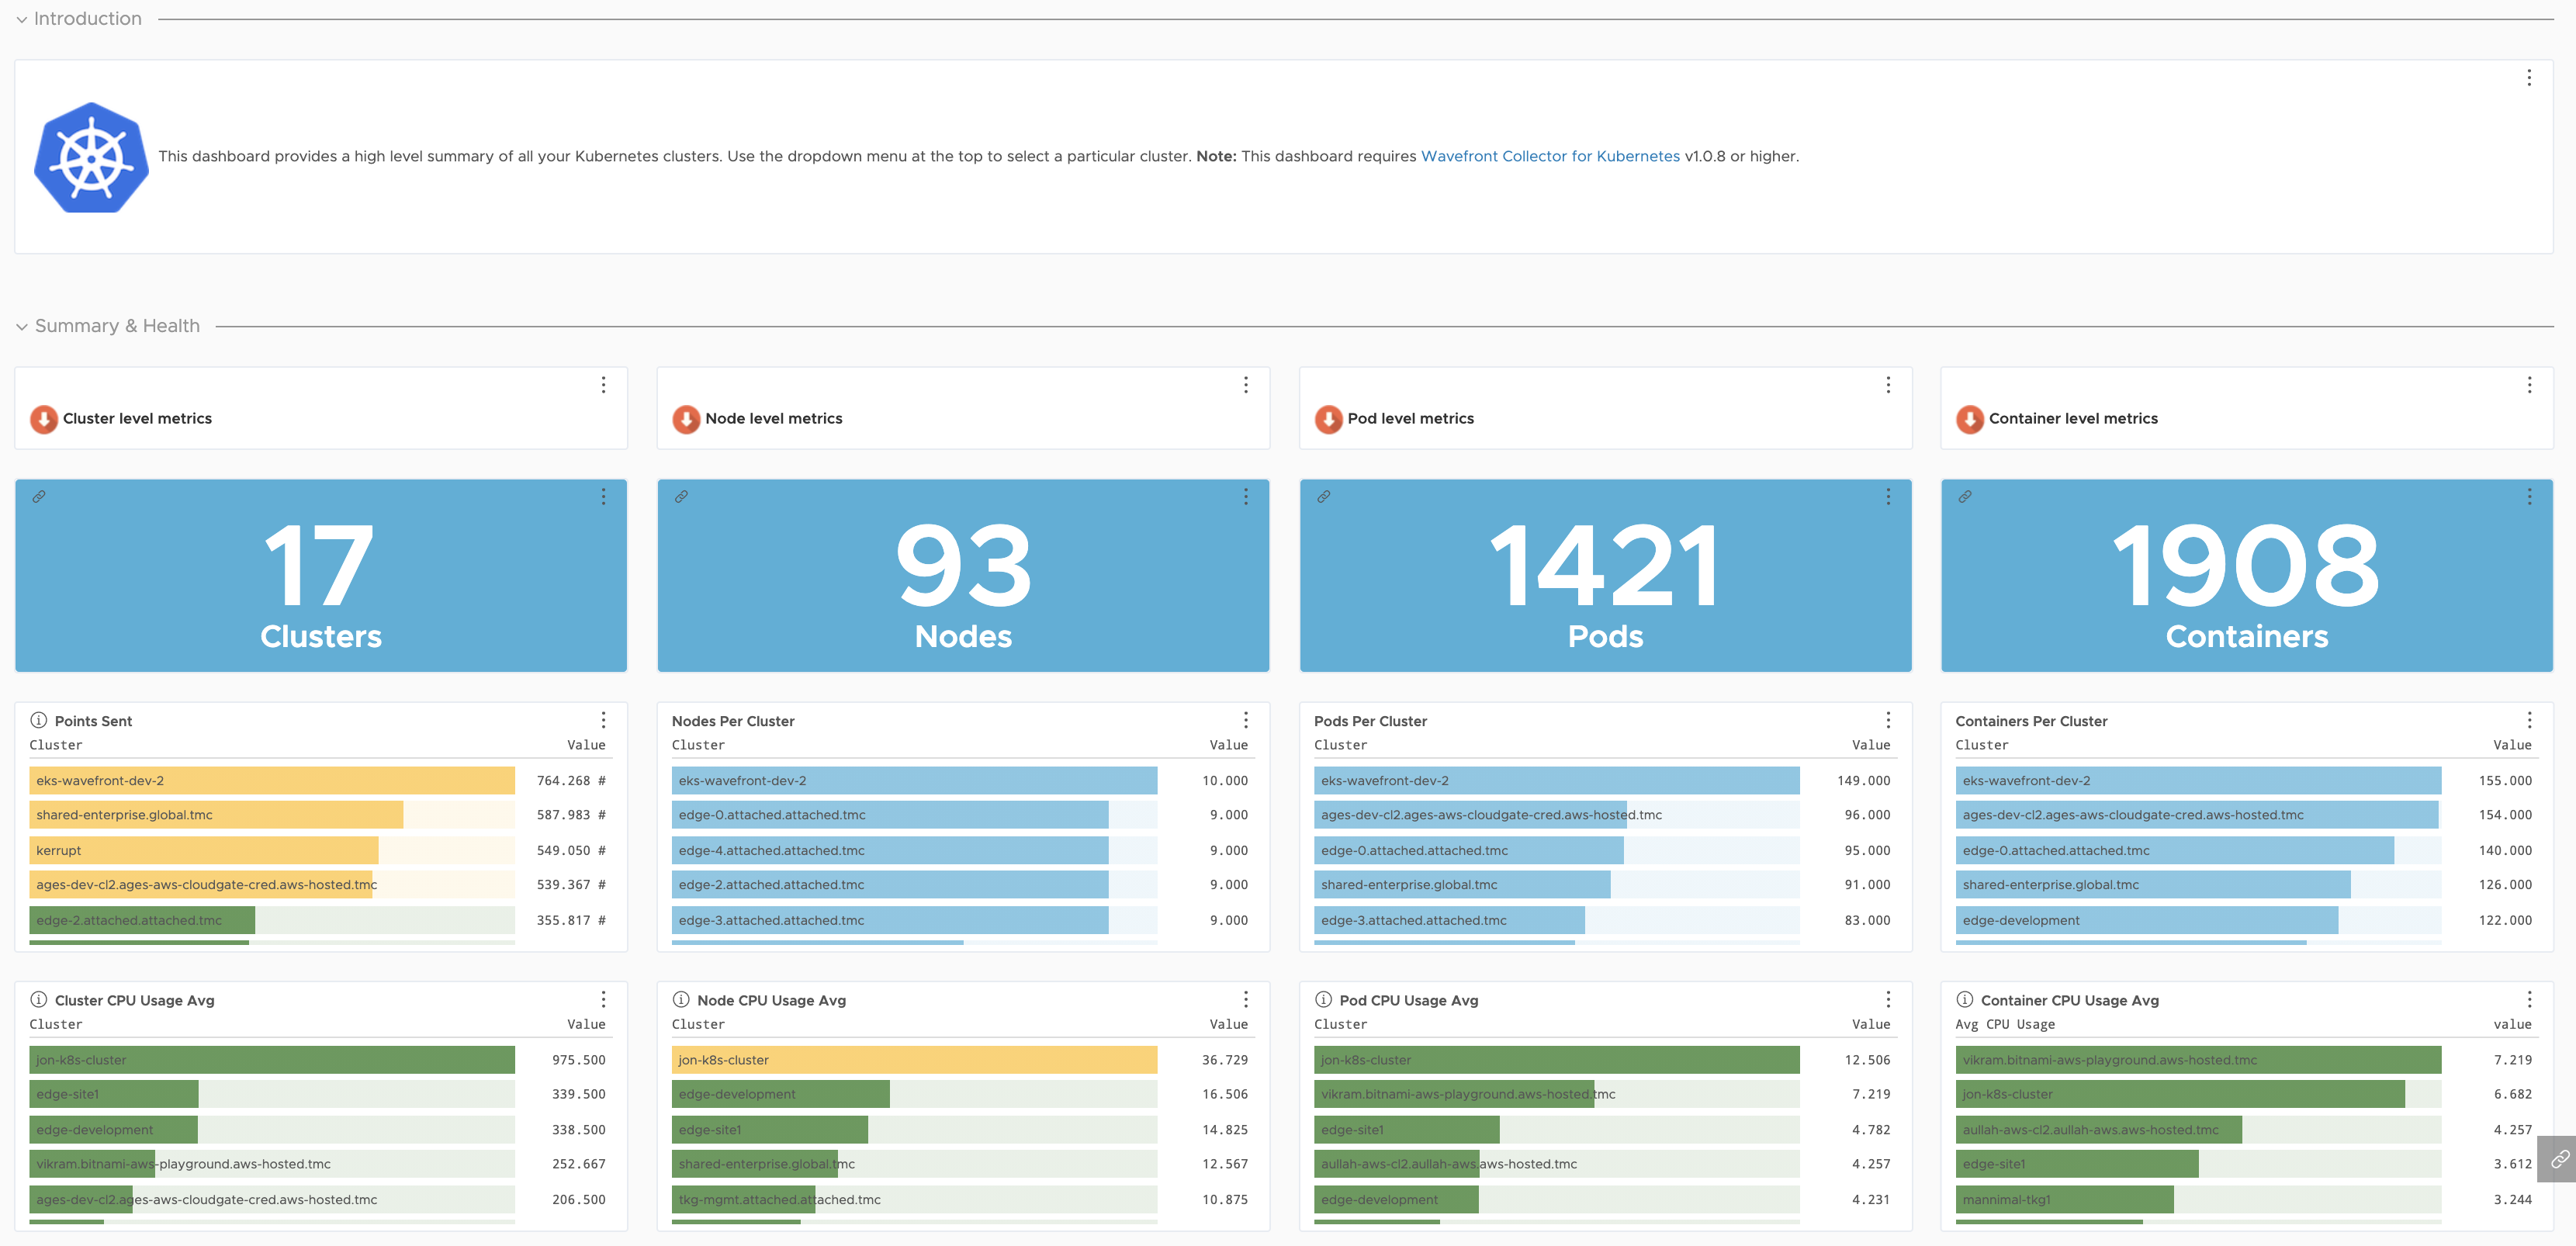 Introduction
This dashboard provides a high level summary of all your Kubernetes clusters. Use the dropdown menu at the top to select a particular cluster. Note: This dashboard requires Wavefront Collector for Kubernetes v1.0.8 or higher.
Summary & Health
Cluster level metrics
Node level metrics
Pod level metrics
Container level metrics
17
Clusters
93
Nodes
1421
Pods
1908
Containers
Points Sent
Cluster Value
eks-wavefront-dev-2 764.268 #
shared-enterprise.global.tmc 587.983 #
kerrupt 549.050 #
ages-dev-cl2.ages-aws-cloudgate-cred.aws-hosted.tmc 539.367 #
edge-2.attached.attached.tmc 355.817 #
Nodes Per Cluster
Cluster Value
eks-wavefront-dev-2 10.000
edge-0.attached.attached.tmc 9.000
edge-4.attached.attached.tmc 9.000
edge-2.attached.attached.tmc 9.000
edge-3.attached.attached.tmc 9.000
Pods Per Cluster
Cluster Value
eks-wavefront-dev-2 149.000
ages-dev-cl2.ages-aws-cloudgate-cred.aws-hosted.tmc 96.000
edge-0.attached.attached.tmc 95.000
shared-enterprise.global.tmc 91.000
edge-3.attached.attached.tmc 83.000
Containers Per Cluster
Cluster Value
eks-wavefront-dev-2 155.000
ages-dev-cl2.ages-aws-cloudgate-cred.aws-hosted.tmc 154.000
edge-0.attached.attached.tmc 140.000
shared-enterprise.global.tmc 126.000
edge-development 122.000
Cluster CPU Usage Avg
Cluster Value
jon-k8s-cluster 975.500
edge-site1 339.500
edge-development 338.500
vikram.bitnami-aws-playground.aws-hosted.tmc 252.667
ages-dev-cl2.ages-aws-cloudgate-cred.aws-hosted.tmc 206.500
Node CPU Usage Avg
Cluster Value
jon-k8s-cluster 36.729
edge-development 16.506
edge-site1 14.825
shared-enterprise.global.tmc 12.567
tkg-mgmt.attached.attached.tmc 10.875
Pod CPU Usage Avg
Cluster Value
jon-k8s-cluster 12.506
vikram.bitnami-aws-playground.aws-hosted.tmc 7.219
edge-site1 4.782
aullah-aws-cl2.aullah-aws.aws-hosted.tmc 4.257
edge-development 4.231
Container CPU Usage Avg
Avg CPU Usage value
vikram.bitnami-aws-playground.aws-hosted.tmc 7.219
jon-k8s-cluster 6.682
aullah-aws-cl2.aullah-aws.aws-hosted.tmc 4.257
edge-site1 3.612
mannimal-tkg1 3.244